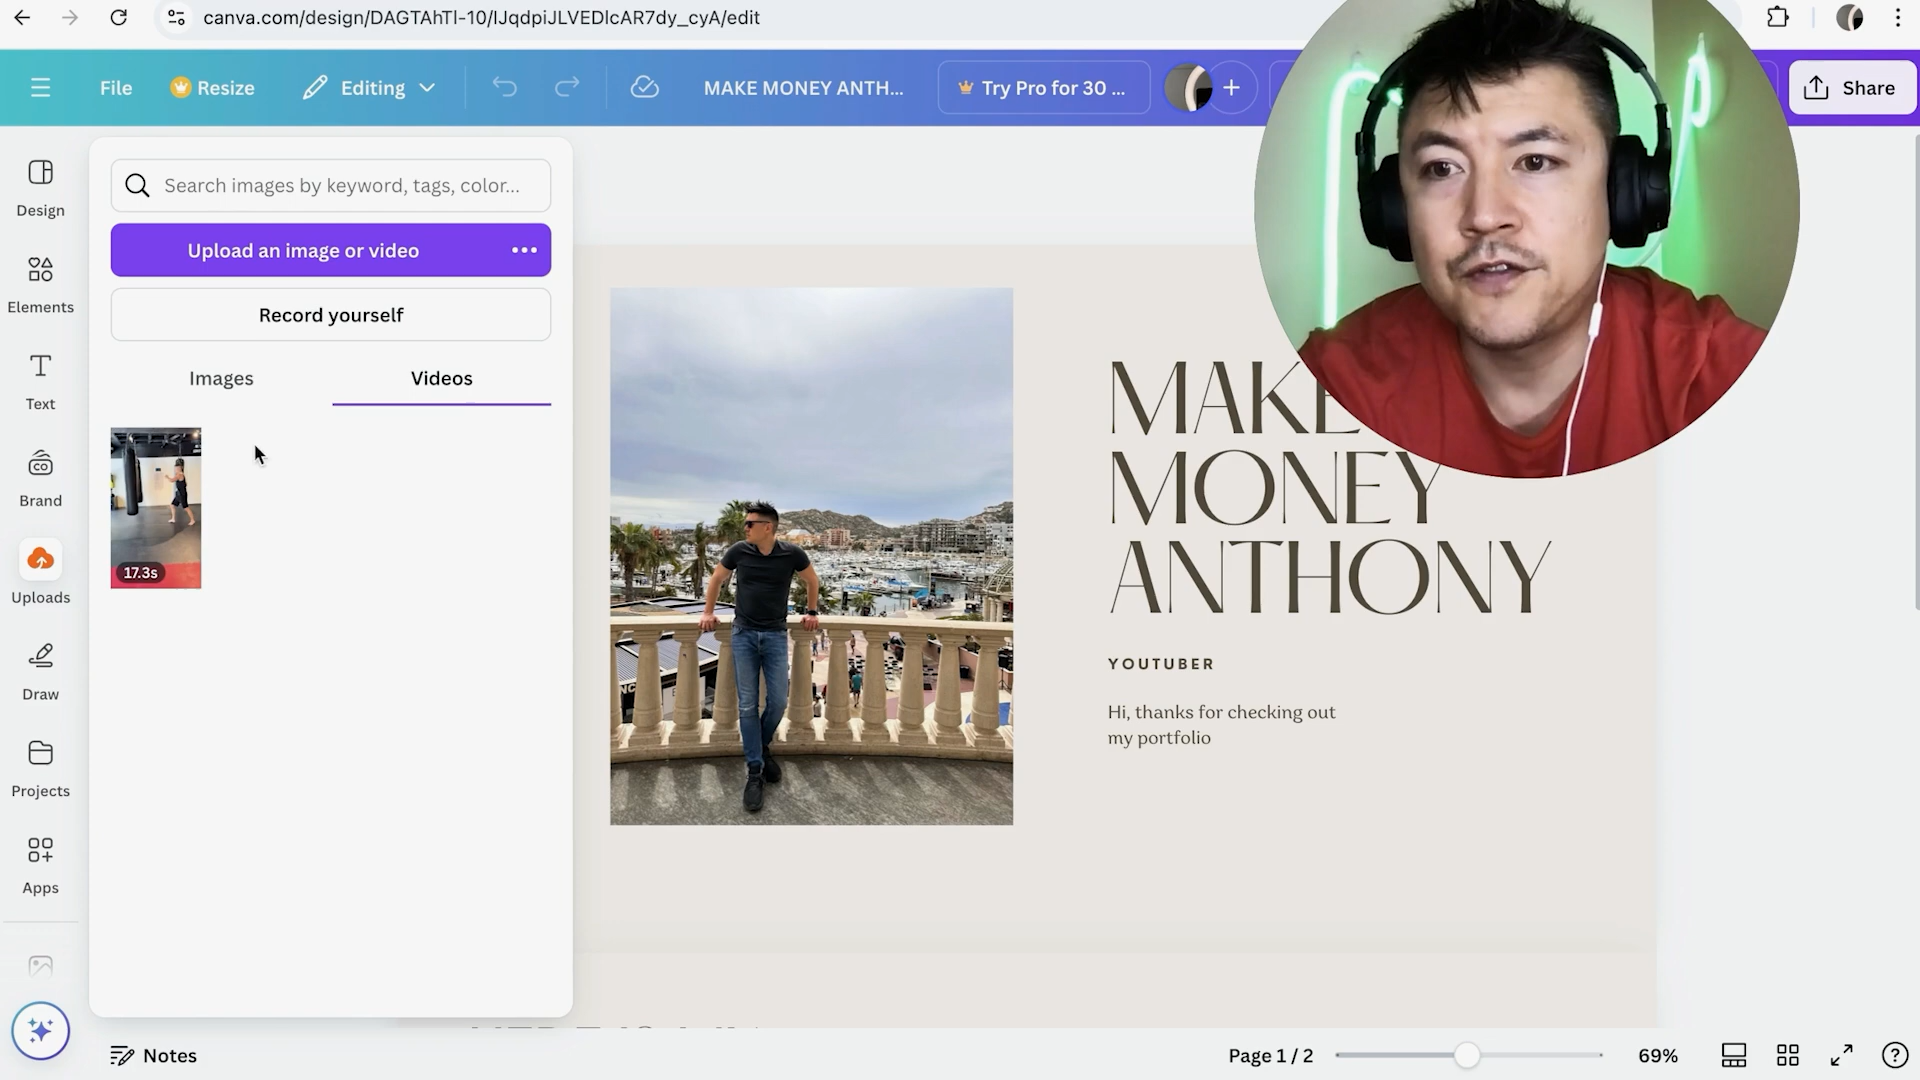 canva.com/design/DAGTAhTl-10/IJqdpiJLVEDlcAR7dy_cyA/edit
File
Resize
Editing
MAKE MONEY ANTH...
Try Pro for 30 ...
Share
Design
Elements
Text
Brand
Uploads
Draw
Projects
Apps
Search images by keyword, tags, color...
Upload an image or video
Record yourself
Images
Videos
17.3s
MAKE
MONEY
ANTHONY
YOUTUBER
Hi, thanks for checking out
my portfolio
Notes
Page 1 / 2
69%